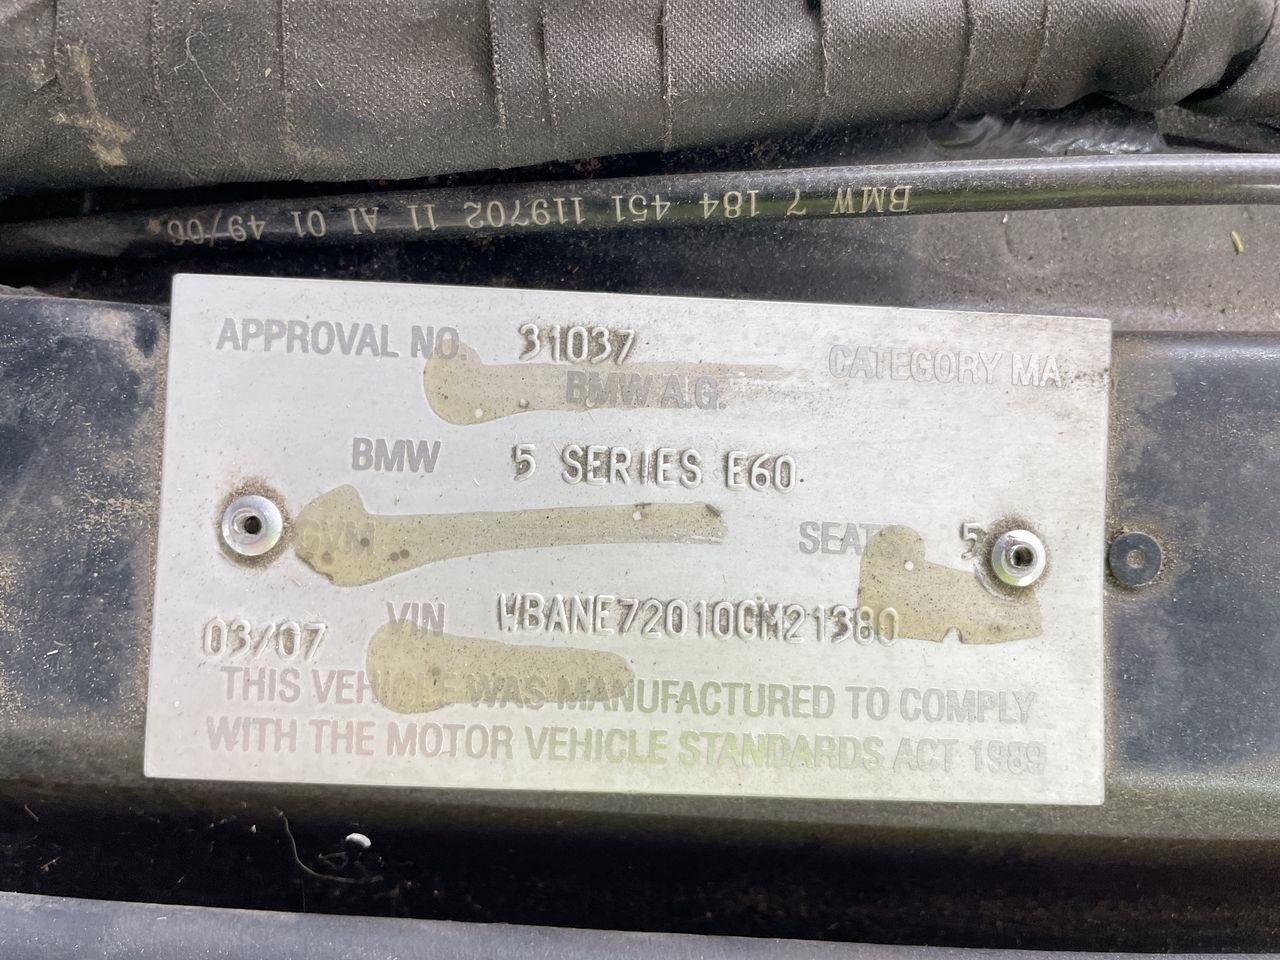 BMW 7 184 451 119702 11 AI 01 49/06
APPROVAL NO. 31037 CATEGORY MA
BMW A.G.
BMW 5 SERIES E60
GVM SEATS 5
03/07 VIN WBANE72010CM21380
THIS VEHICLE WAS MANUFACTURED TO COMPLY
WITH THE MOTOR VEHICLE STANDARDS ACT 1989